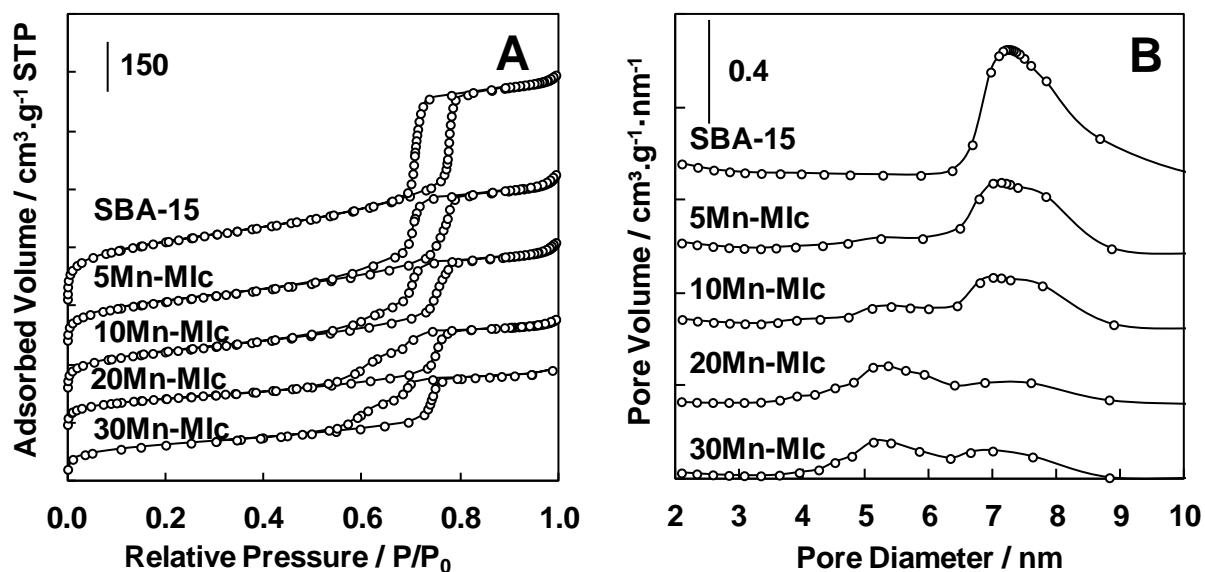 A
150
SBA-15
5Mn-MIc
10Mn-MIc
20Mn-MIc
30Mn-MIc
Adsorbed Volume / cm³.g⁻¹ STP
0.0 0.2 0.4 0.6 0.8 1.0
Relative Pressure / P/P₀
B
0.4
SBA-15
5Mn-MIc
10Mn-MIc
20Mn-MIc
30Mn-MIc
Pore Volume / cm³.g⁻¹·nm⁻¹
2 3 4 5 6 7 8 9 10
Pore Diameter / nm